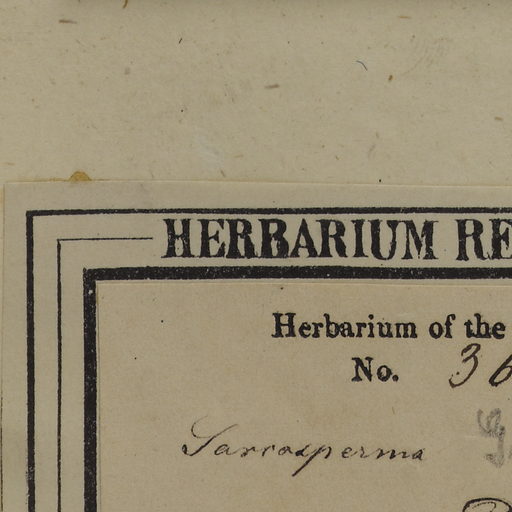 HERBARIUM RE
Herbarium of the
No. 36
Sarcosperma